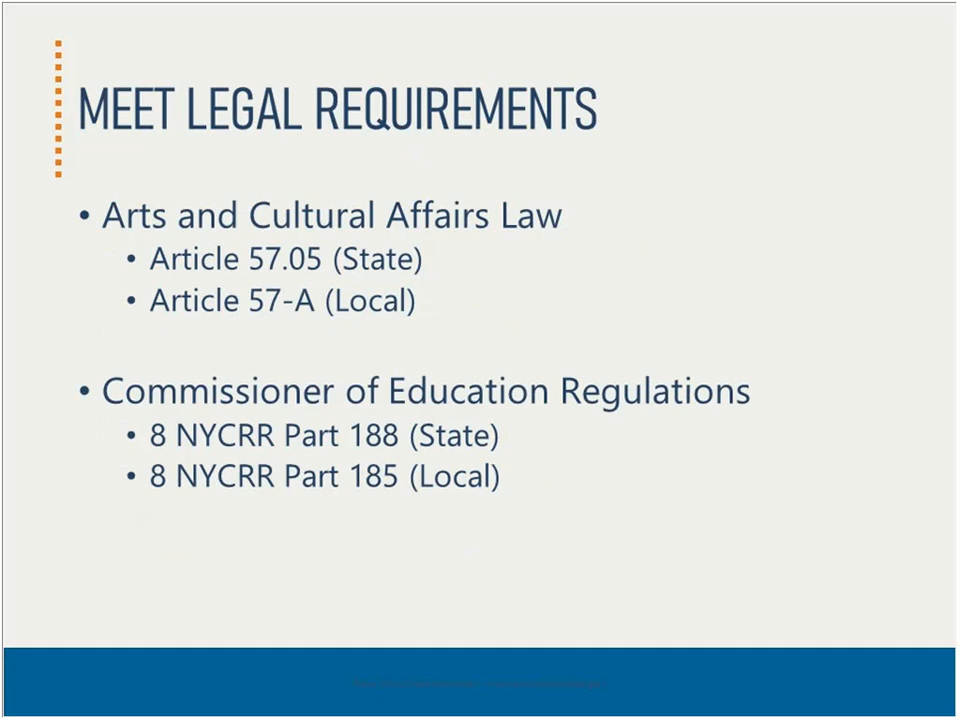 MEET LEGAL REQUIREMENTS
• Arts and Cultural Affairs Law
• Article 57.05 (State)
• Article 57-A (Local)
• Commissioner of Education Regulations
• 8 NYCRR Part 188 (State)
• 8 NYCRR Part 185 (Local)